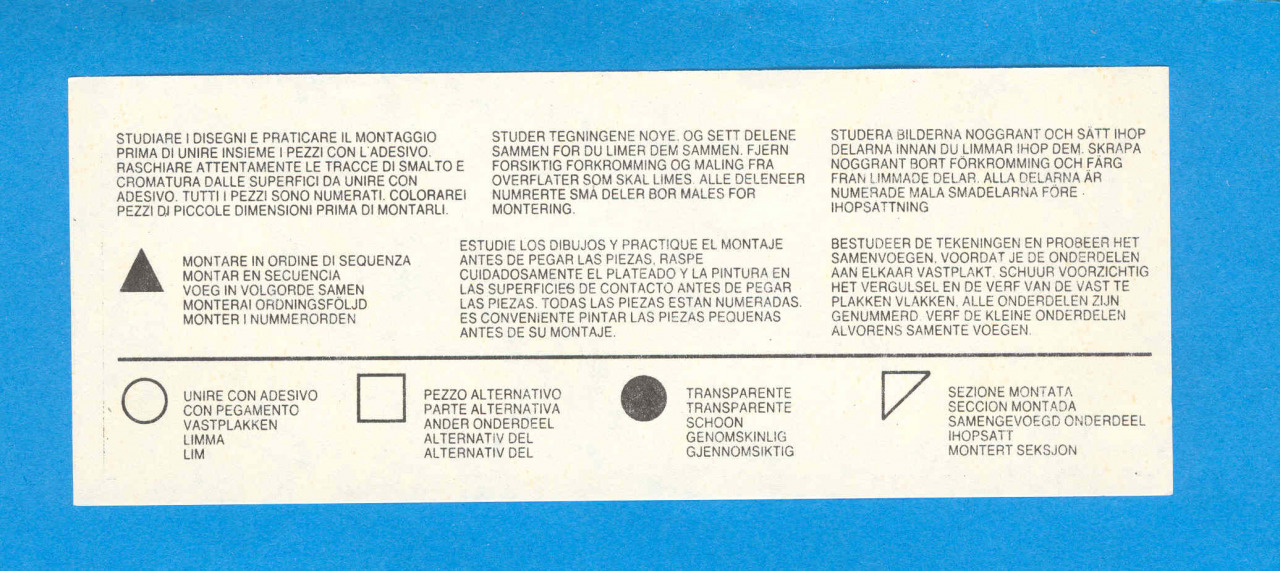 STUDIARE I DISEGNI E PRATICARE IL MONTAGGIO
PRIMA DI UNIRE INSIEME I PEZZI CON L'ADESIVO.
RASCHIARE ATTENTAMENTE LE TRACCE DI SMALTO E
CROMATURA DALLE SUPERFICI DA UNIRE CON
ADESIVO. TUTTI I PEZZI SONO NUMERATI. COLORAREI
PEZZI DI PICCOLE DIMENSIONI PRIMA DI MONTARLI.
STUDER TEGNINGENE NOYE. OG SETT DELENE
SAMMEN FOR DU LIMER DEM SAMMEN. FJERN
FORSIKTIG FORKROMMING OG MALING FRA
OVERFLATER SOM SKAL LIMES. ALLE DELENEER
NUMRERTE SMÅ DELER BOR MALES FOR
MONTERING.
STUDERA BILDERNA NOGGRANT OCH SÄTT IHOP
DELARNA INNAN DU LIMMAR IHOP DEM. SKRAPA
NOGGRANT BORT FÖRKROMMING OCH FÄRG
FRAN LIMMADE DELAR. ALLA DELARNA ÄR
NUMERADE MALA SMADELARNA FÖRE
IHOPSATTNING
MONTARE IN ORDINE DI SEQUENZA
MONTAR EN SECUENCIA
VOEG IN VOLGORDE SAMEN
MONTERAI ORDNINGSFÖLJD
MONTER I NUMMERORDEN
ESTUDIE LOS DIBUJOS Y PRACTIQUE EL MONTAJE
ANTES DE PEGAR LAS PIEZAS. RASPE
CUIDADOSAMENTE EL PLATEADO Y LA PINTURA EN
LAS SUPERFICIES DE CONTACTO ANTES DE PEGAR
LAS PIEZAS. TODAS LAS PIEZAS ESTAN NUMERADAS.
ES CONVENIENTE PINTAR LAS PIEZAS PEQUENAS
ANTES DE SU MONTAJE.
BESTUDEER DE TEKENINGEN EN PROBEER HET
SAMENVOEGEN. VOORDAT JE DE ONDERDELEN
AAN ELKAAR VASTPLAKT. SCHUUR VOORZICHTIG
HET VERGULSEL EN DE VERF VAN DE VAST TE
PLAKKEN VLAKKEN. ALLE ONDERDELEN ZIJN
GENUMMERD. VERF DE KLEINE ONDERDELEN
ALVORENS SAMENTE VOEGEN.
UNIRE CON ADESIVO
CON PEGAMENTO
VASTPLAKKEN
LIMMA
LIM
PEZZO ALTERNATIVO
PARTE ALTERNATIVA
ANDER ONDERDEEL
ALTERNATIV DEL
ALTERNATIV DEL
TRANSPARENTE
TRANSPARENTE
SCHOON
GENOMSKINLIG
GJENNOMSIKTIG
SEZIONE MONTATA
SECCION MONTADA
SAMENGEVOEGD ONDERDEEL
IHOPSATT
MONTERT SEKSJON